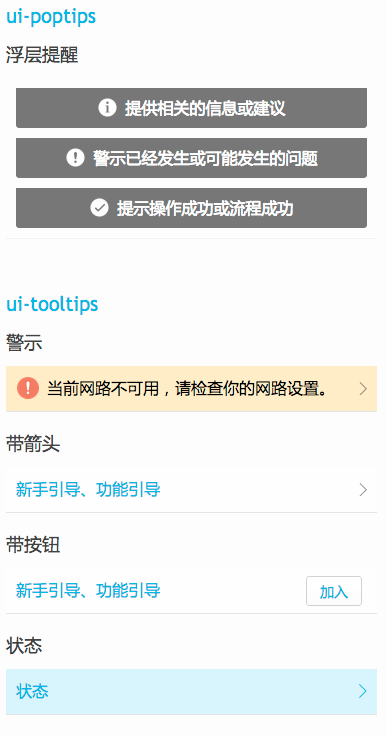 ui-poptips
浮层提醒
提供相关的信息或建议
警示已经发生或可能发生的问题
提示操作成功或流程成功
ui-tooltips
警示
当前网路不可用，请检查你的网路设置。
带箭头
新手引导、功能引导
带按钮
新手引导、功能引导 加入
状态
状态